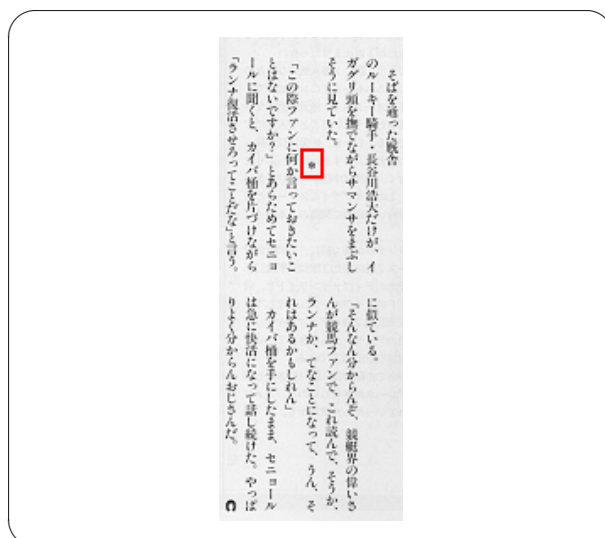 そばを通った厩舎
のルーキー騎手・長谷川浩大だけが、イ
ガグリ頭を撫でながらサマンサをまぶし
そうに見ていた。
＊
「この際ファンに何か言っておきたいこ
とはないですか？」とあらためてセニョ
ールに聞くと、カイバ桶を片づけながら
「ランナ復活させろってことだな」と言う。
に似ている。
「そんなん分からんぞ、競艇界の偉いさ
んが競馬ファンで、これ読んで、そうか、
ランナか、てなことになって、うん、そ
れはあるかもしれん」
カイバ桶を手にしたまま、セニョール
は急に快活になって話し続けた。やっぱ
りよく分からんおじさんだ。